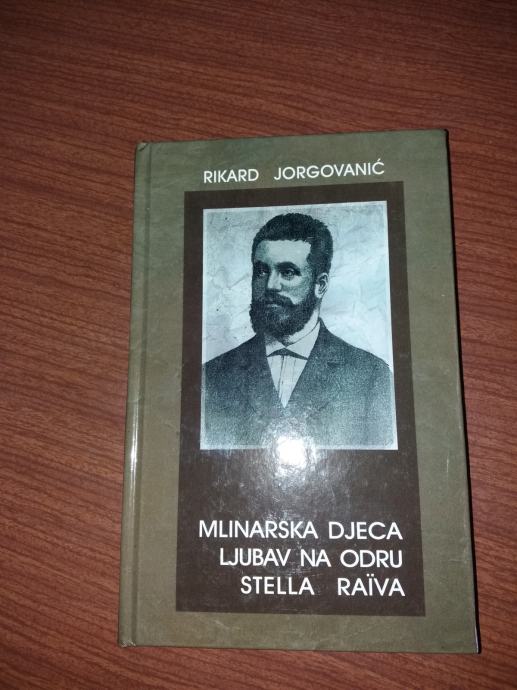 RIKARD JORGOVANIĆ
MLINARSKA DJECA
LJUBAV NA ODRU
STELLA RAÏVA